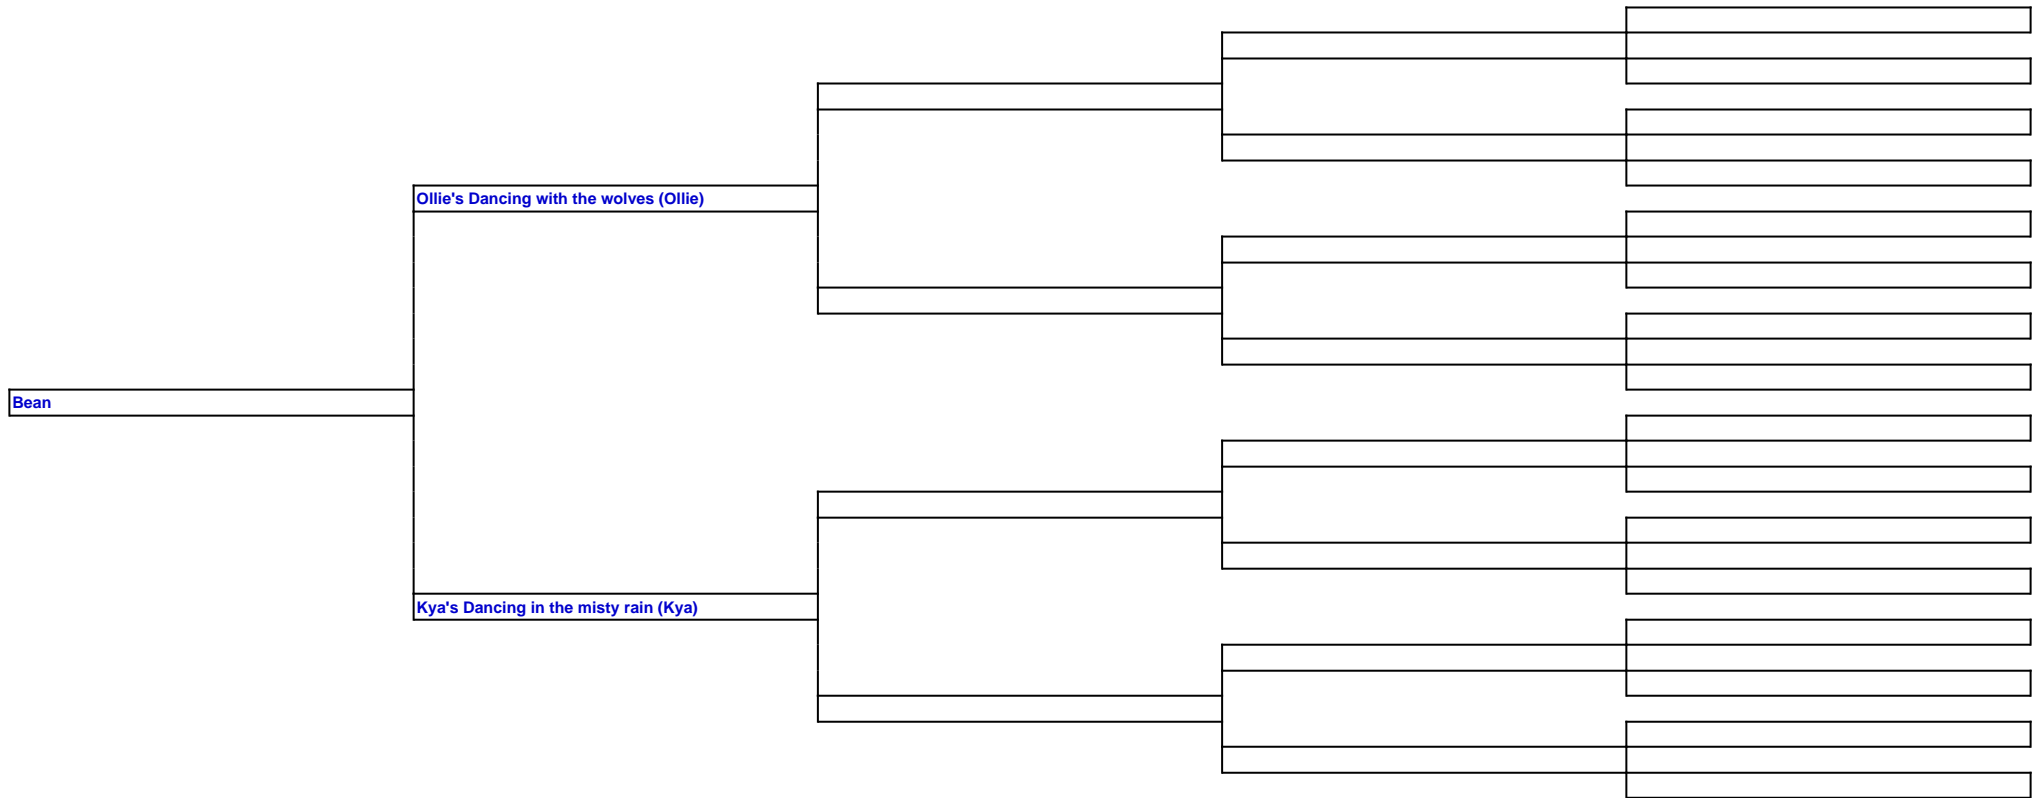 Ollie's Dancing with the wolves (Ollie)
Bean
Kya's Dancing in the misty rain (Kya)